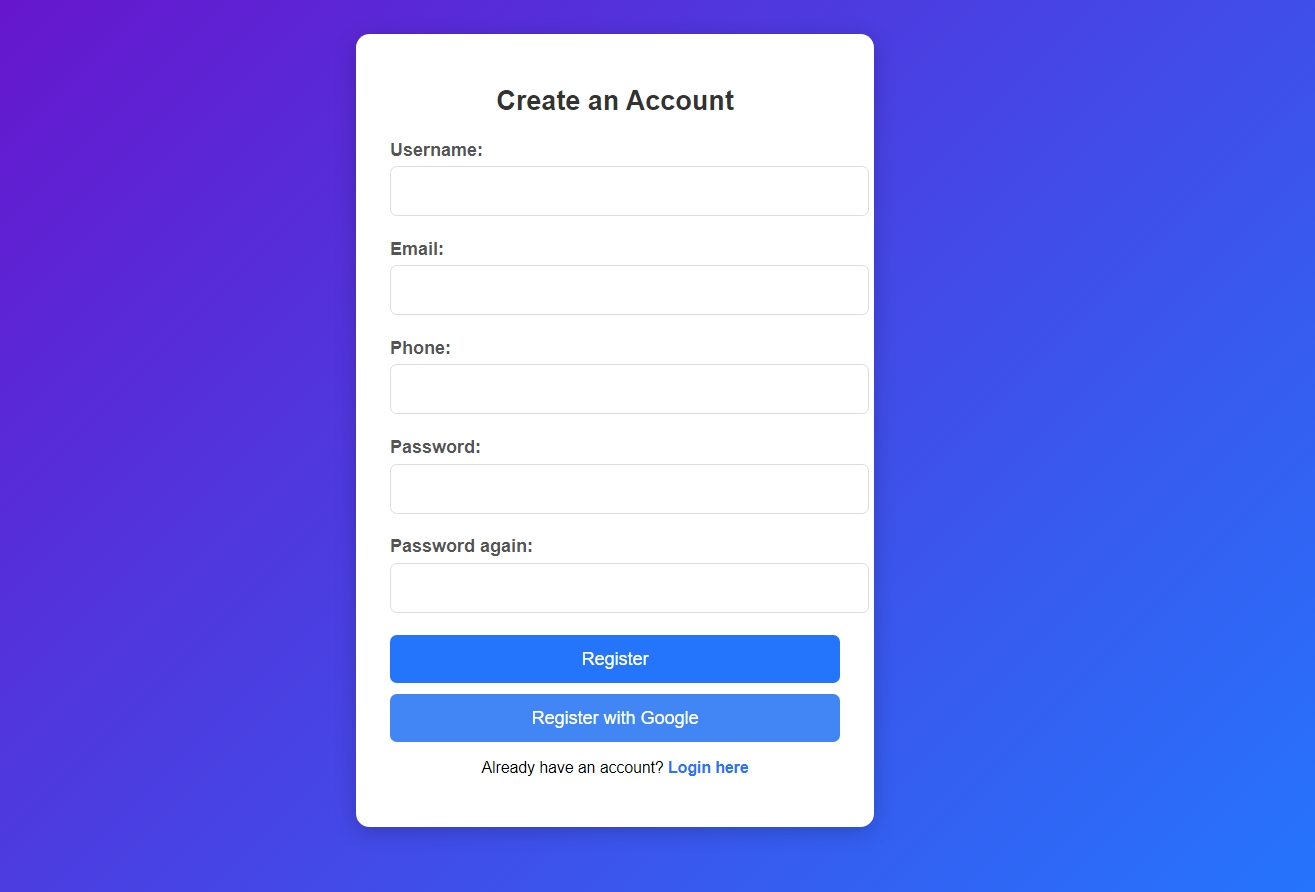 Create an Account
Username:
Email:
Phone:
Password:
Password again:
Register
Register with Google
Already have an account? Login here